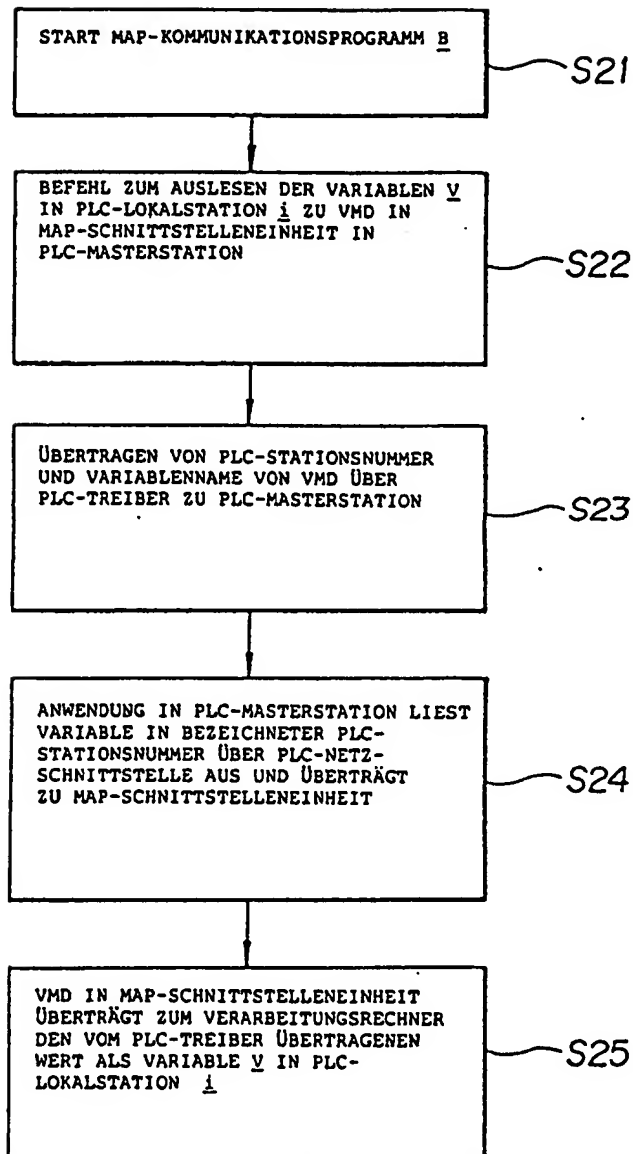 START MAP-KOMMUNIKATIONSPROGRAMM B
S21
BEFEHL ZUM AUSLESEN DER VARIABLEN V
IN PLC-LOKALSTATION i ZU VMD IN
MAP-SCHNITTSTELLENEINHEIT IN
PLC-MASTERSTATION
S22
ÜBERTRAGEN VON PLC-STATIONSNUMMER
UND VARIABLENNAME VON VMD ÜBER
PLC-TREIBER ZU PLC-MASTERSTATION
S23
ANWENDUNG IN PLC-MASTERSTATION LIEST
VARIABLE IN BEZEICHNETER PLC-
STATIONSNUMMER ÜBER PLC-NETZ-
SCHNITTSTELLE AUS UND ÜBERTRÄGT
ZU MAP-SCHNITTSTELLENEINHEIT
S24
VMD IN MAP-SCHNITTSTELLENEINHEIT
ÜBERTRÄGT ZUM VERARBEITUNGSRECHNER
DEN VOM PLC-TREIBER ÜBERTRAGENEN
WERT ALS VARIABLE V IN PLC-
LOKALSTATION i
S25